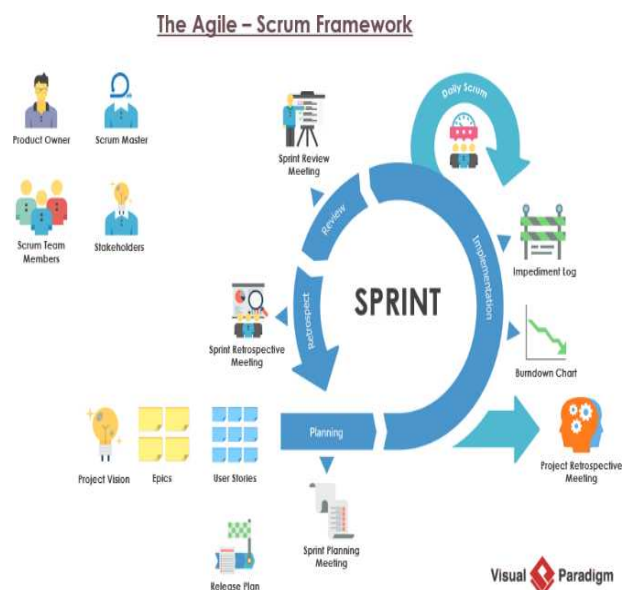 The Agile – Scrum Framework
Product Owner
Scrum Master
Scrum Team
Members
Stakeholders
Sprint Review
Meeting
Daily Scrum
Review
Implementation
Impediment Log
SPRINT
Retrospect
Sprint Retrospective
Meeting
Burndown Chart
Planning
Project Vision
Epics
User Stories
Project Retrospective
Meeting
Sprint Planning
Meeting
Release Plan
Visual Paradigm